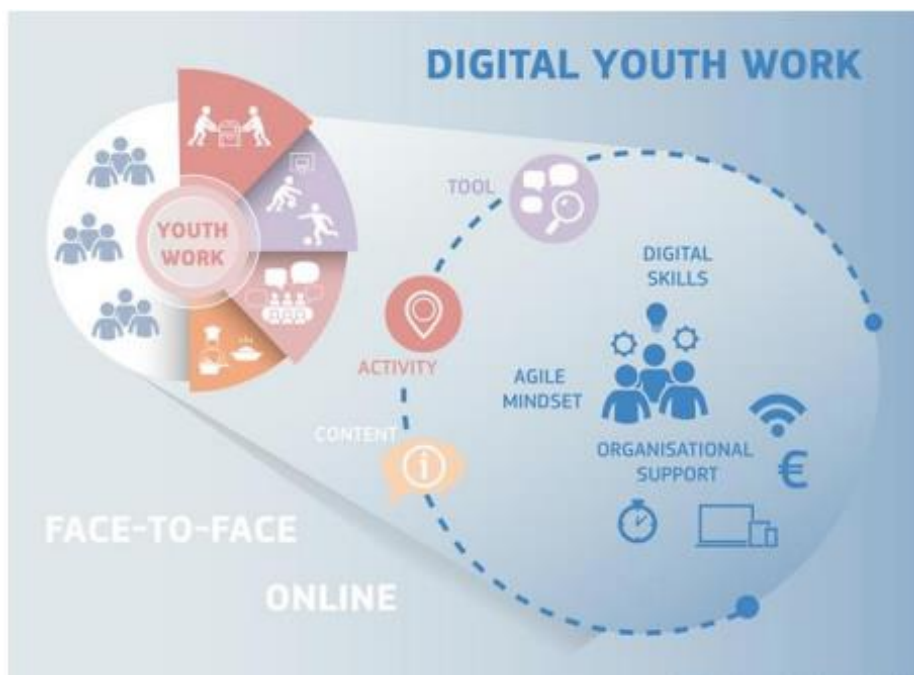 DIGITAL YOUTH WORK
YOUTH
WORK
TOOL
DIGITAL
SKILLS
ACTIVITY
AGILE
MINDSET
CONTENT
ORGANISATIONAL
SUPPORT
€
FACE-TO-FACE
ONLINE